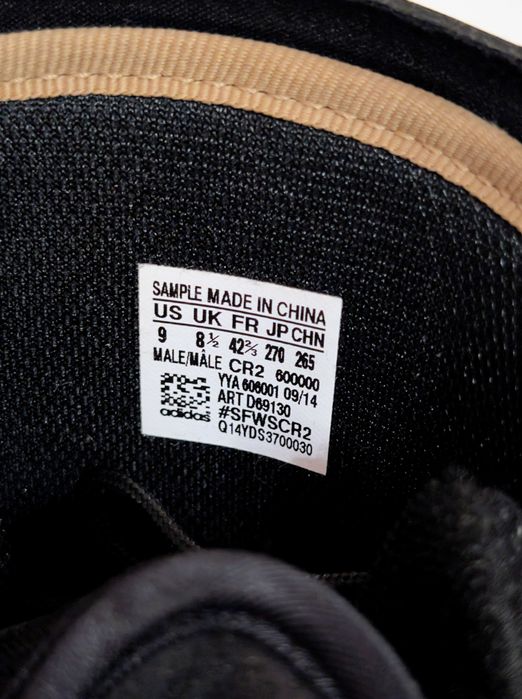 SAMPLE MADE IN CHINA
US UK FR JP CHN
9 8½ 42⅔ 270 265
MALE/MÂLE CR2 600000
YYA 606001 09/14
ART D69130
#SFWSCR2
adidas
Q14YDS3700030